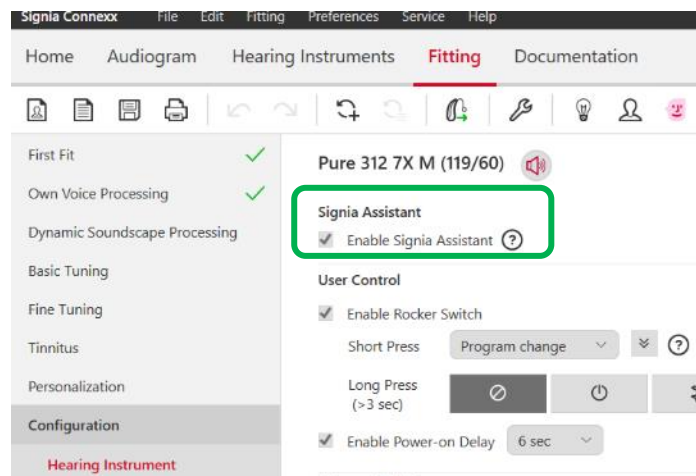 Signia Connexx File Edit Fitting Preferences Service Help
Home Audiogram Hearing Instruments Fitting Documentation
First Fit
Own Voice Processing
Dynamic Soundscape Processing
Basic Tuning
Fine Tuning
Tinnitus
Personalization
Configuration
Hearing Instrument
Pure 312 7X M (119/60)
Signia Assistant
Enable Signia Assistant ?
User Control
Enable Rocker Switch
Short Press Program change ?
Long Press
(>3 sec)
Enable Power-on Delay 6 sec